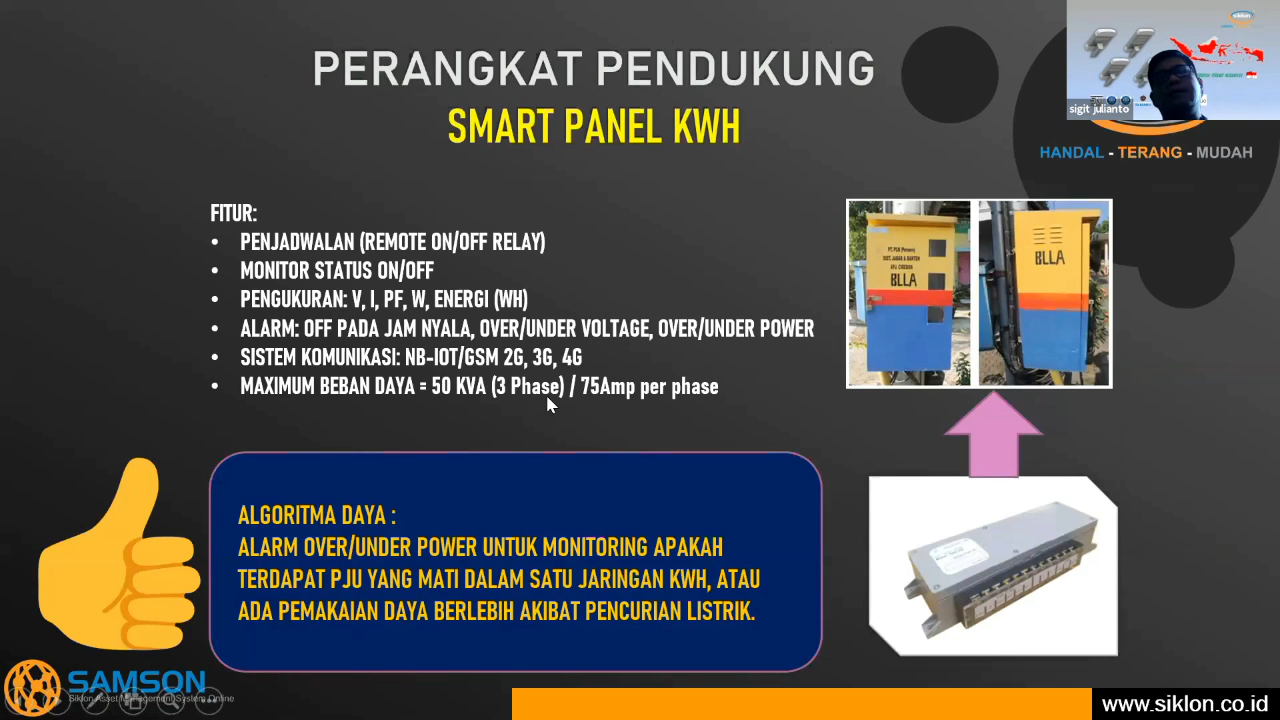 PERANGKAT PENDUKUNG
SMART PANEL KWH
sigit julianto
HANDAL - TERANG - MUDAH
FITUR:
• PENJADWALAN (REMOTE ON/OFF RELAY)
• MONITOR STATUS ON/OFF
• PENGUKURAN: V, I, PF, W, ENERGI (WH)
• ALARM: OFF PADA JAM NYALA, OVER/UNDER VOLTAGE, OVER/UNDER POWER
• SISTEM KOMUNIKASI: NB-IOT/GSM 2G, 3G, 4G
• MAXIMUM BEBAN DAYA = 50 KVA (3 Phase) / 75Amp per phase
PT. PLN (Persero)
DIST. JABAR & BANTEN
APJ. CIREBON
BLLA
BLLA
ALGORITMA DAYA :
ALARM OVER/UNDER POWER UNTUK MONITORING APAKAH
TERDAPAT PJU YANG MATI DALAM SATU JARINGAN KWH, ATAU
ADA PEMAKAIAN DAYA BERLEBIH AKIBAT PENCURIAN LISTRIK.
SAMSON
Siklon Asset Management System Online
www.siklon.co.id